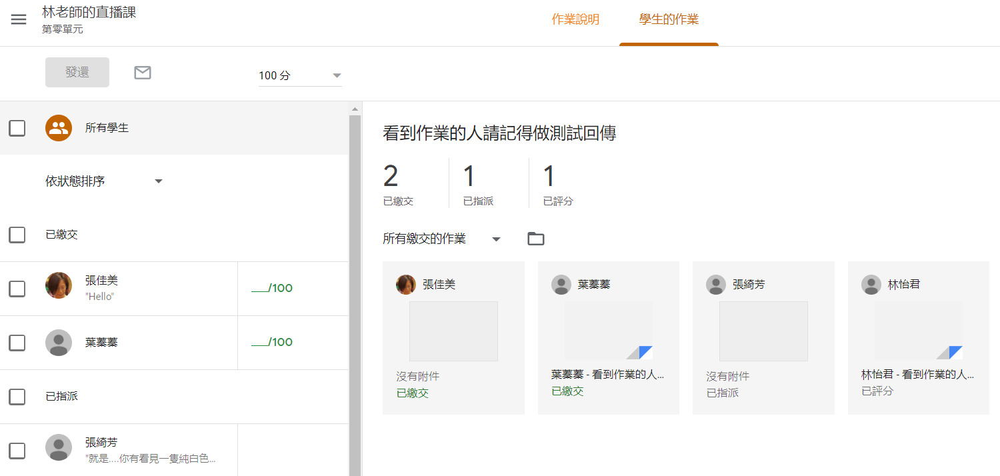 林老師的直播課
第零單元
作業說明
學生的作業
發還
100 分
所有學生
依狀態排序
已繳交
張佳美
"Hello"
___/100
葉蓁蓁
___/100
已指派
張綺芳
"就是....你有看見一隻純白色...
看到作業的人請記得做測試回傳
2
已繳交
1
已指派
1
已評分
所有繳交的作業
張佳美
沒有附件
已繳交
葉蓁蓁
葉蓁蓁 - 看到作業的人...
已繳交
張綺芳
沒有附件
已指派
林怡君
林怡君 - 看到作業的人...
已評分